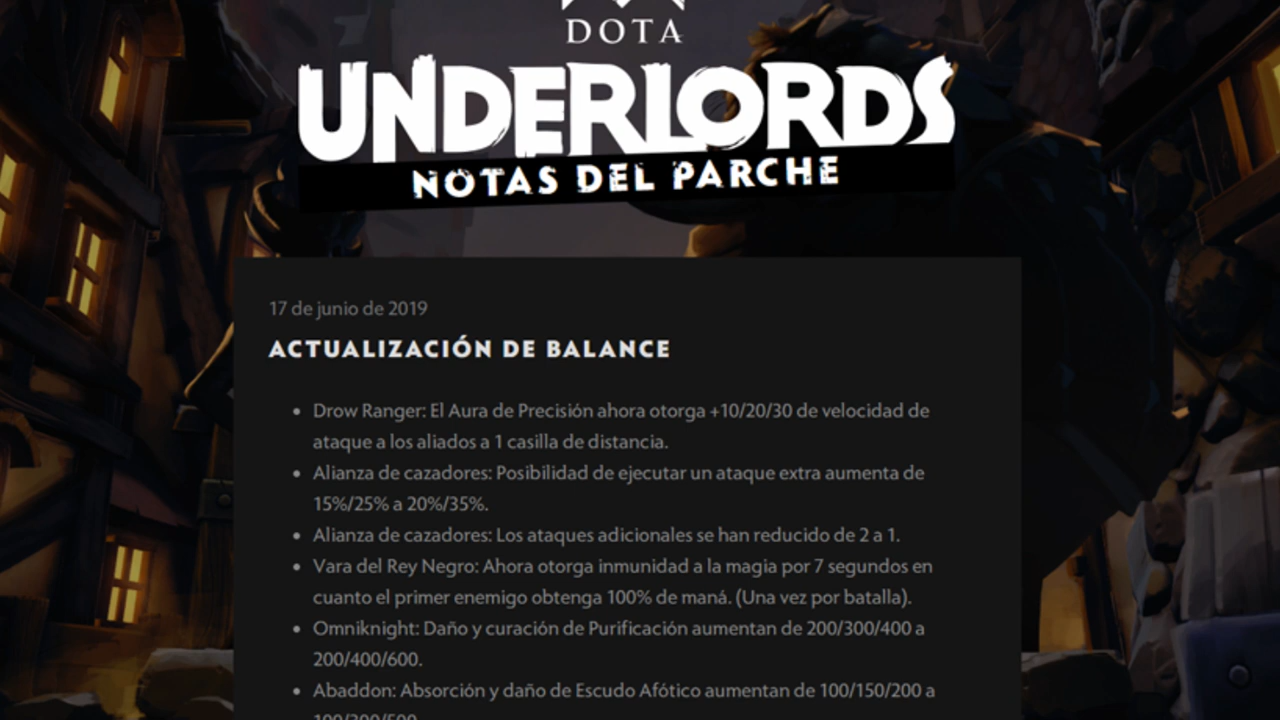 DOTA
UNDERLORDS
NOTAS DEL PARCHE
17 de junio de 2019
ACTUALIZACIÓN DE BALANCE
• Drow Ranger: El Aura de Precisión ahora otorga +10/20/30 de velocidad de
ataque a los aliados a 1 casilla de distancia.
• Alianza de cazadores: Posibilidad de ejecutar un ataque extra aumenta de
15%/25% a 20%/35%.
• Alianza de cazadores: Los ataques adicionales se han reducido de 2 a 1.
• Vara del Rey Negro: Ahora otorga inmunidad a la magia por 7 segundos en
cuanto el primer enemigo obtenga 100% de maná. (Una vez por batalla).
• Omniknight: Daño y curación de Purificación aumentan de 200/300/400 a
200/400/600.
• Abaddon: Absorción y daño de Escudo Afótico aumentan de 100/150/200 a